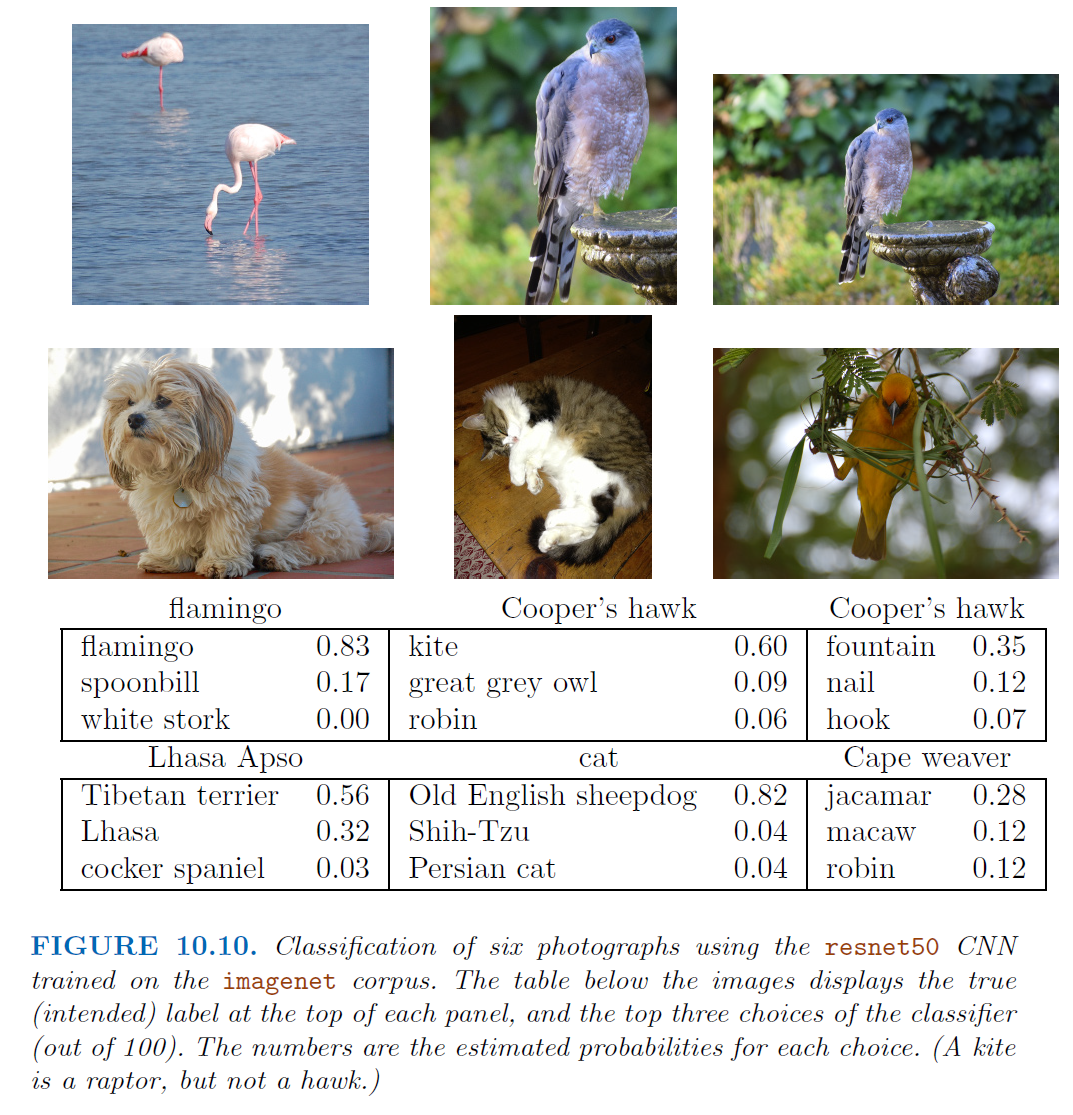 flamingo Cooper's hawk Cooper's hawk
flamingo 0.83 kite 0.60 fountain 0.35
spoonbill 0.17 great grey owl 0.09 nail 0.12
white stork 0.00 robin 0.06 hook 0.07
Lhasa Apso cat Cape weaver
Tibetan terrier 0.56 Old English sheepdog 0.82 jacamar 0.28
Lhasa 0.32 Shih-Tzu 0.04 macaw 0.12
cocker spaniel 0.03 Persian cat 0.04 robin 0.12
FIGURE 10.10. Classification of six photographs using the resnet50 CNN
trained on the imagenet corpus. The table below the images displays the true
(intended) label at the top of each panel, and the top three choices of the classifier
(out of 100). The numbers are the estimated probabilities for each choice. (A kite
is a raptor, but not a hawk.)